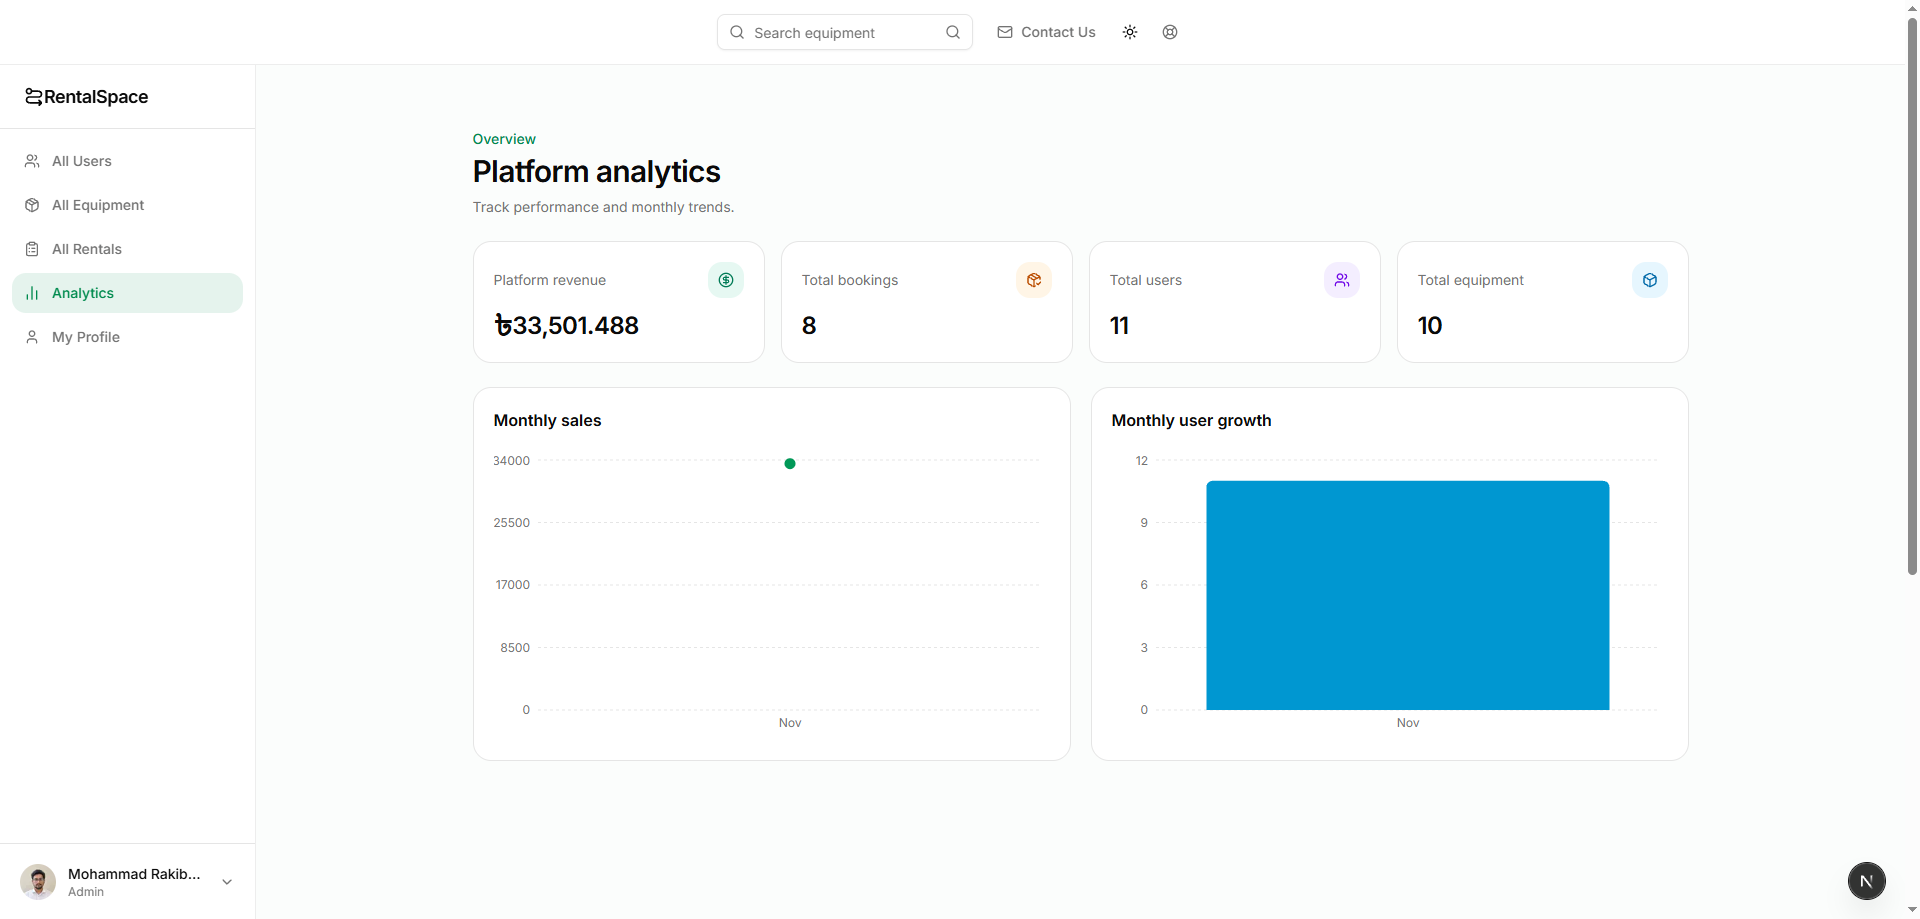 Search equipment
Contact Us
RentalSpace
All Users
All Equipment
All Rentals
Analytics
My Profile
Overview
Platform analytics
Track performance and monthly trends.
Platform revenue
৳33,501.488
Total bookings
8
Total users
11
Total equipment
10
Monthly sales
34000
25500
17000
8500
0
Nov
Monthly user growth
12
9
6
3
0
Nov
Mohammad Rakib...
Admin
N